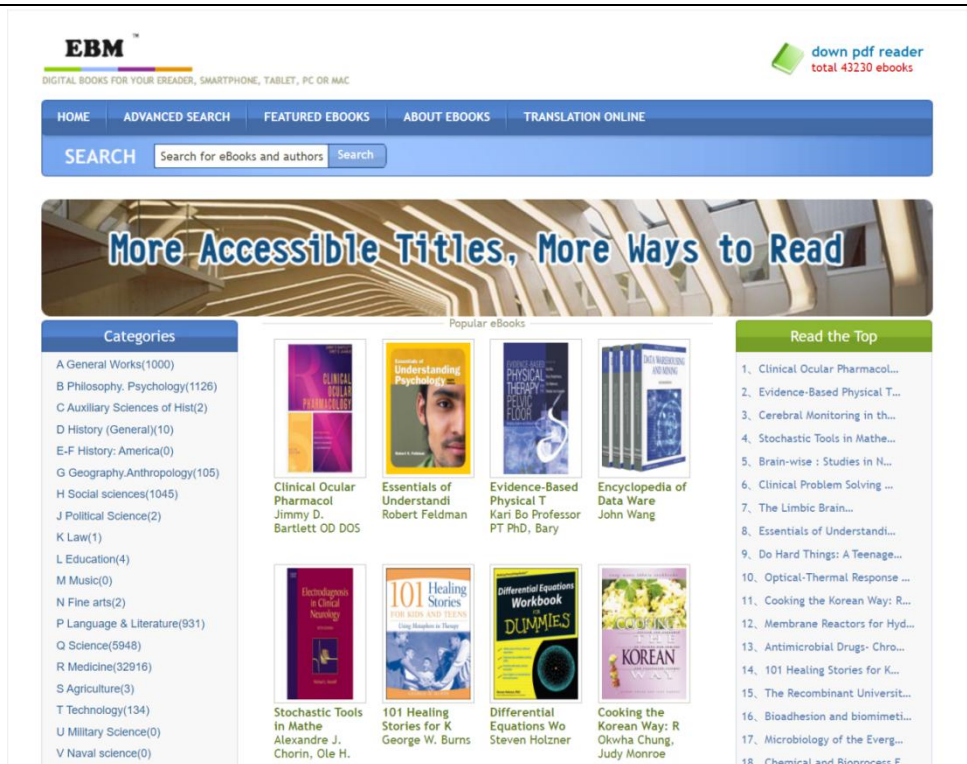 EBM ™
DIGITAL BOOKS FOR YOUR EREADER, SMARTPHONE, TABLET, PC OR MAC
down pdf reader
total 43230 ebooks
HOME ADVANCED SEARCH FEATURED EBOOKS ABOUT EBOOKS TRANSLATION ONLINE
SEARCH Search for eBooks and authors Search
More Accessible Titles, More Ways to Read
Categories
A General Works(1000)
B Philosophy. Psychology(1126)
C Auxiliary Sciences of Hist(2)
D History (General)(10)
E-F History: America(0)
G Geography.Anthropology(105)
H Social sciences(1045)
J Political Science(2)
K Law(1)
L Education(4)
M Music(0)
N Fine arts(2)
P Language & Literature(931)
Q Science(5948)
R Medicine(32916)
S Agriculture(3)
T Technology(134)
U Military Science(0)
V Naval science(0)
Popular eBooks
CLINICAL
OCULAR
PHARMACOLOGY
Clinical Ocular
Pharmacol
Jimmy D.
Bartlett OD DOS
Essentials of
Understanding
Psychology
Essentials of
Understandi
Robert Feldman
EVIDENCE-BASED
PHYSICAL
THERAPY
PELVIC
FLOOR
Evidence-Based
Physical T
Kari Bo Professor
PT PhD, Bary
DATA WAREHOUSING
AND MINING
Encyclopedia of
Data Ware
John Wang
Electrodiagnosis
in Clinical
Neurology
Stochastic Tools
in Mathe
Alexandre J.
Chorin, Ole H.
101 Healing
Stories
FOR KIDS AND TEENS
Using Metaphors in Therapy
101 Healing
Stories for K
George W. Burns
Differential Equations
Workbook
FOR
DUMMIES
Differential
Equations Wo
Steven Holzner
COOKING
THE
KOREAN
WAY
Cooking the
Korean Way: R
Okwha Chung,
Judy Monroe
Read the Top
1、Clinical Ocular Pharmacol...
2、Evidence-Based Physical T...
3、Cerebral Monitoring in th...
4、Stochastic Tools in Mathe...
5、Brain-wise : Studies in N...
6、Clinical Problem Solving ...
7、The Limbic Brain...
8、Essentials of Understandi...
9、Do Hard Things: A Teenage...
10、Optical-Thermal Response ...
11、Cooking the Korean Way: R...
12、Membrane Reactors for Hyd...
13、Antimicrobial Drugs- Chro...
14、101 Healing Stories for K...
15、The Recombinant Universit...
16、Bioadhesion and biomimeti...
17、Microbiology of the Everg...
18、Chemical and Bioprocess E...